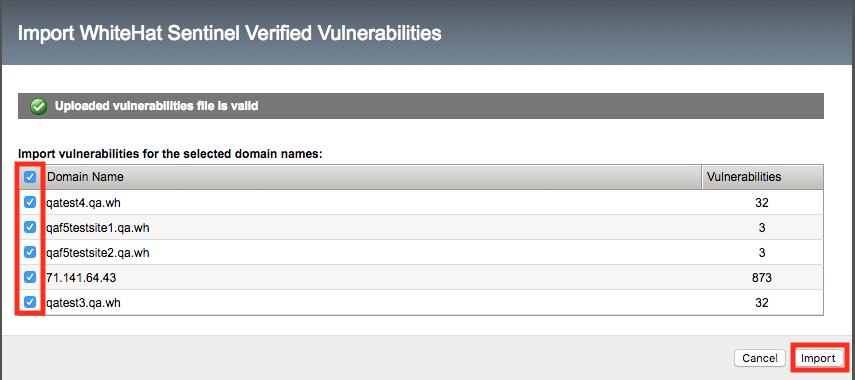 Import WhiteHat Sentinel Verified Vulnerabilities
Uploaded vulnerabilities file is valid
Import vulnerabilities for the selected domain names:
Domain Name Vulnerabilities
qatest4.qa.wh 32
qaf5testsite1.qa.wh 3
qaf5testsite2.qa.wh 3
71.141.64.43 873
qatest3.qa.wh 32
Cancel Import